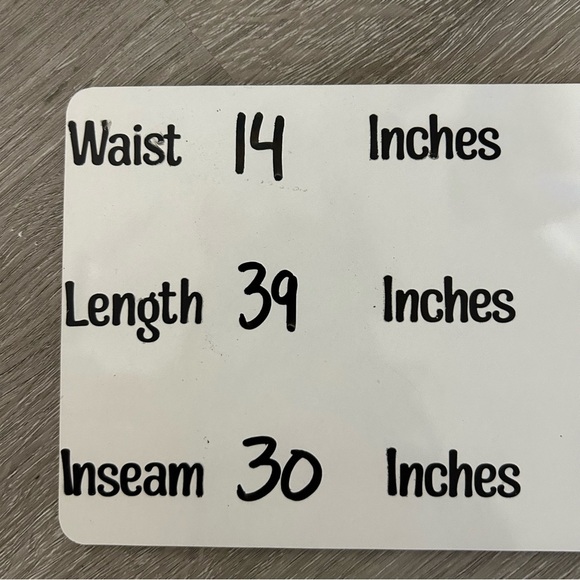 Waist 14 Inches
Length 39 Inches
Inseam 30 Inches